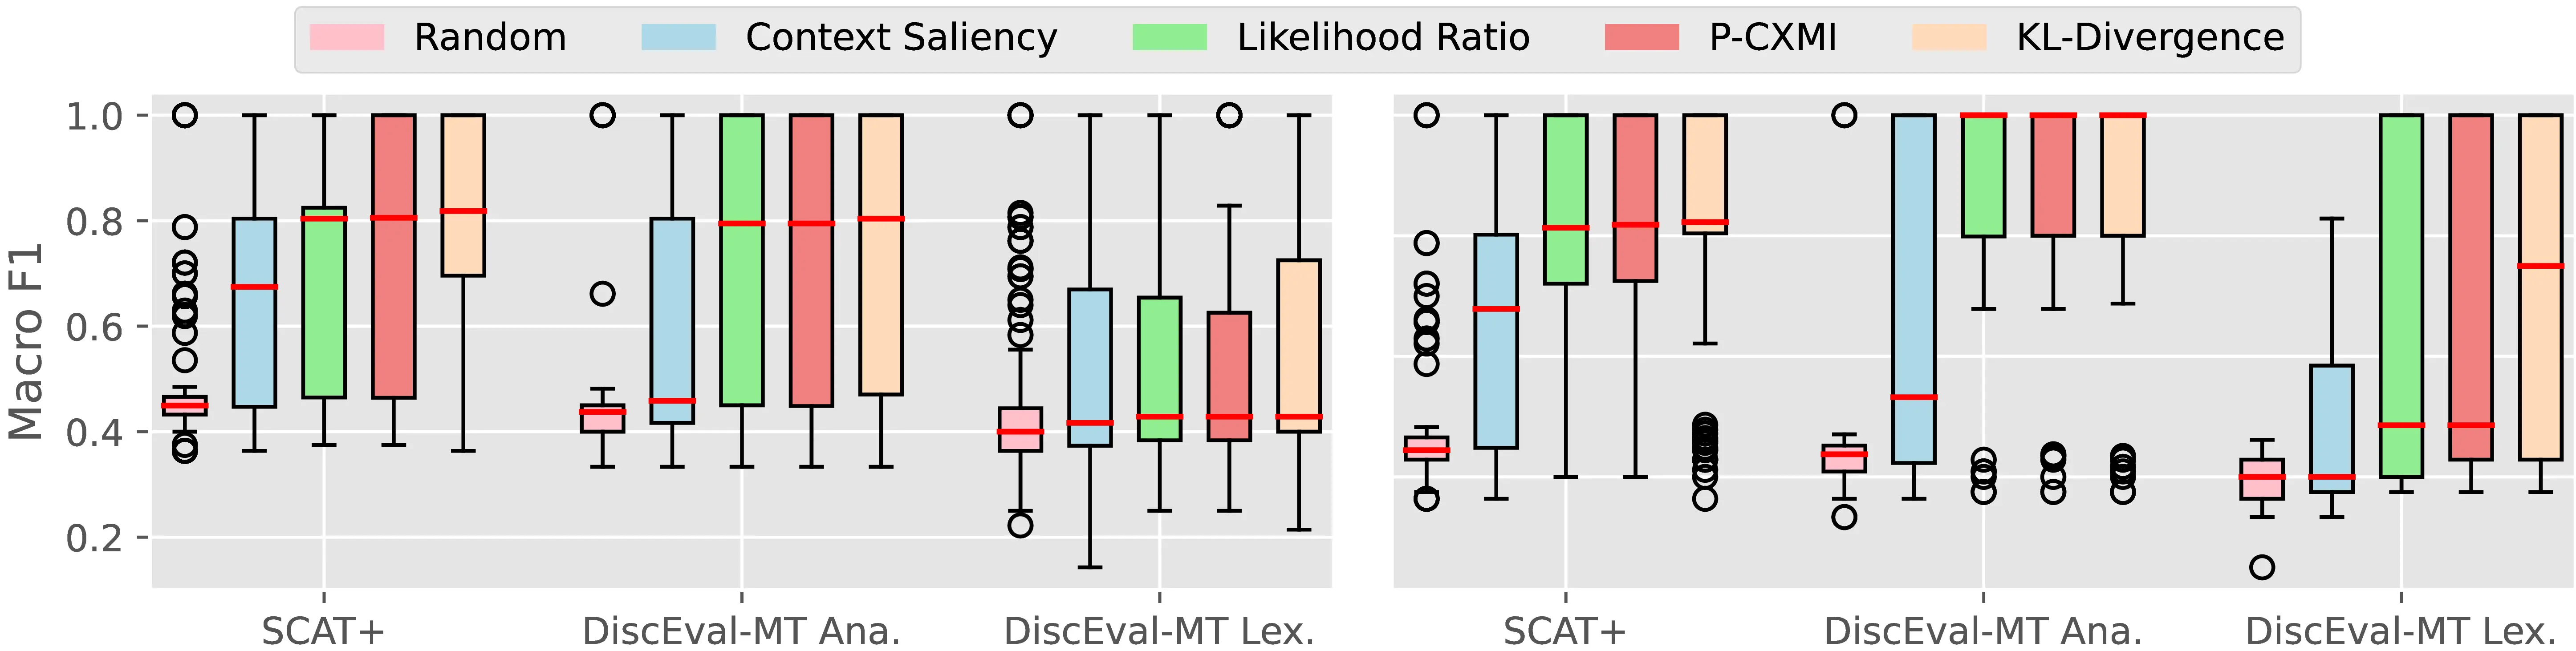 Random Context Saliency Likelihood Ratio P-CXMI KL-Divergence
Macro F1
1.0
0.8
0.6
0.4
0.2
SCAT+ DiscEval-MT Ana. DiscEval-MT Lex. SCAT+ DiscEval-MT Ana. DiscEval-MT Lex.